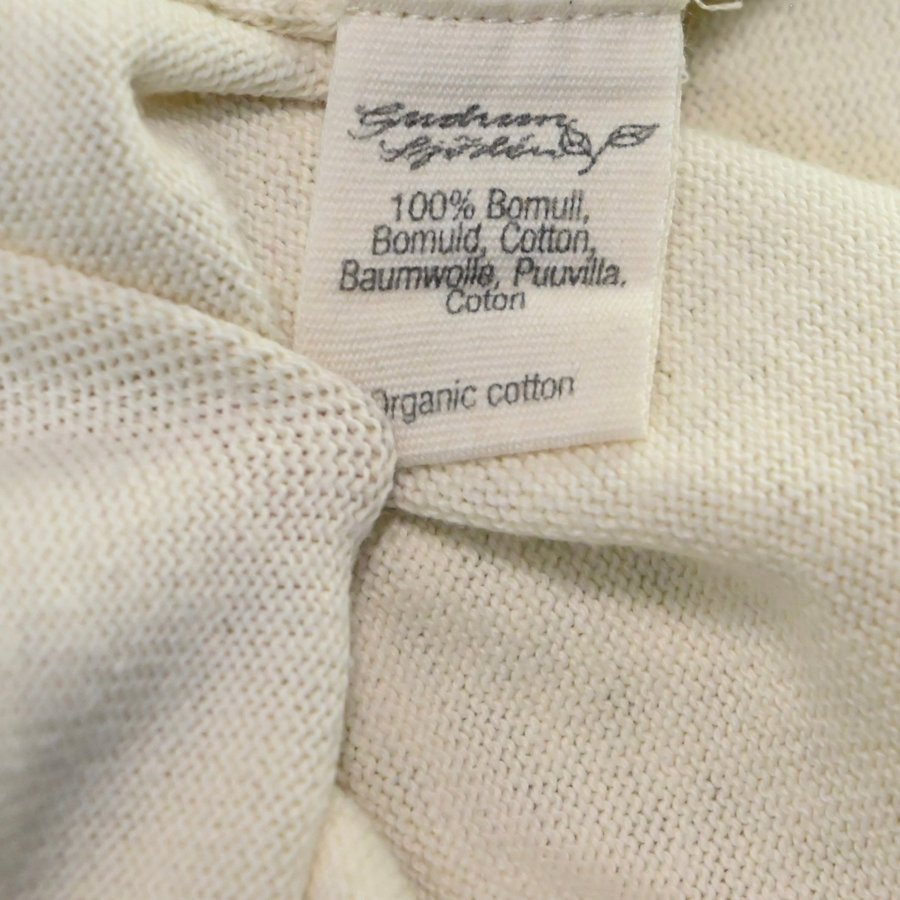 Gudrun
Sjödén
100% Bomull,
Bomuld, Cotton,
Baumwolle, Puuvilla,
Coton
Organic cotton